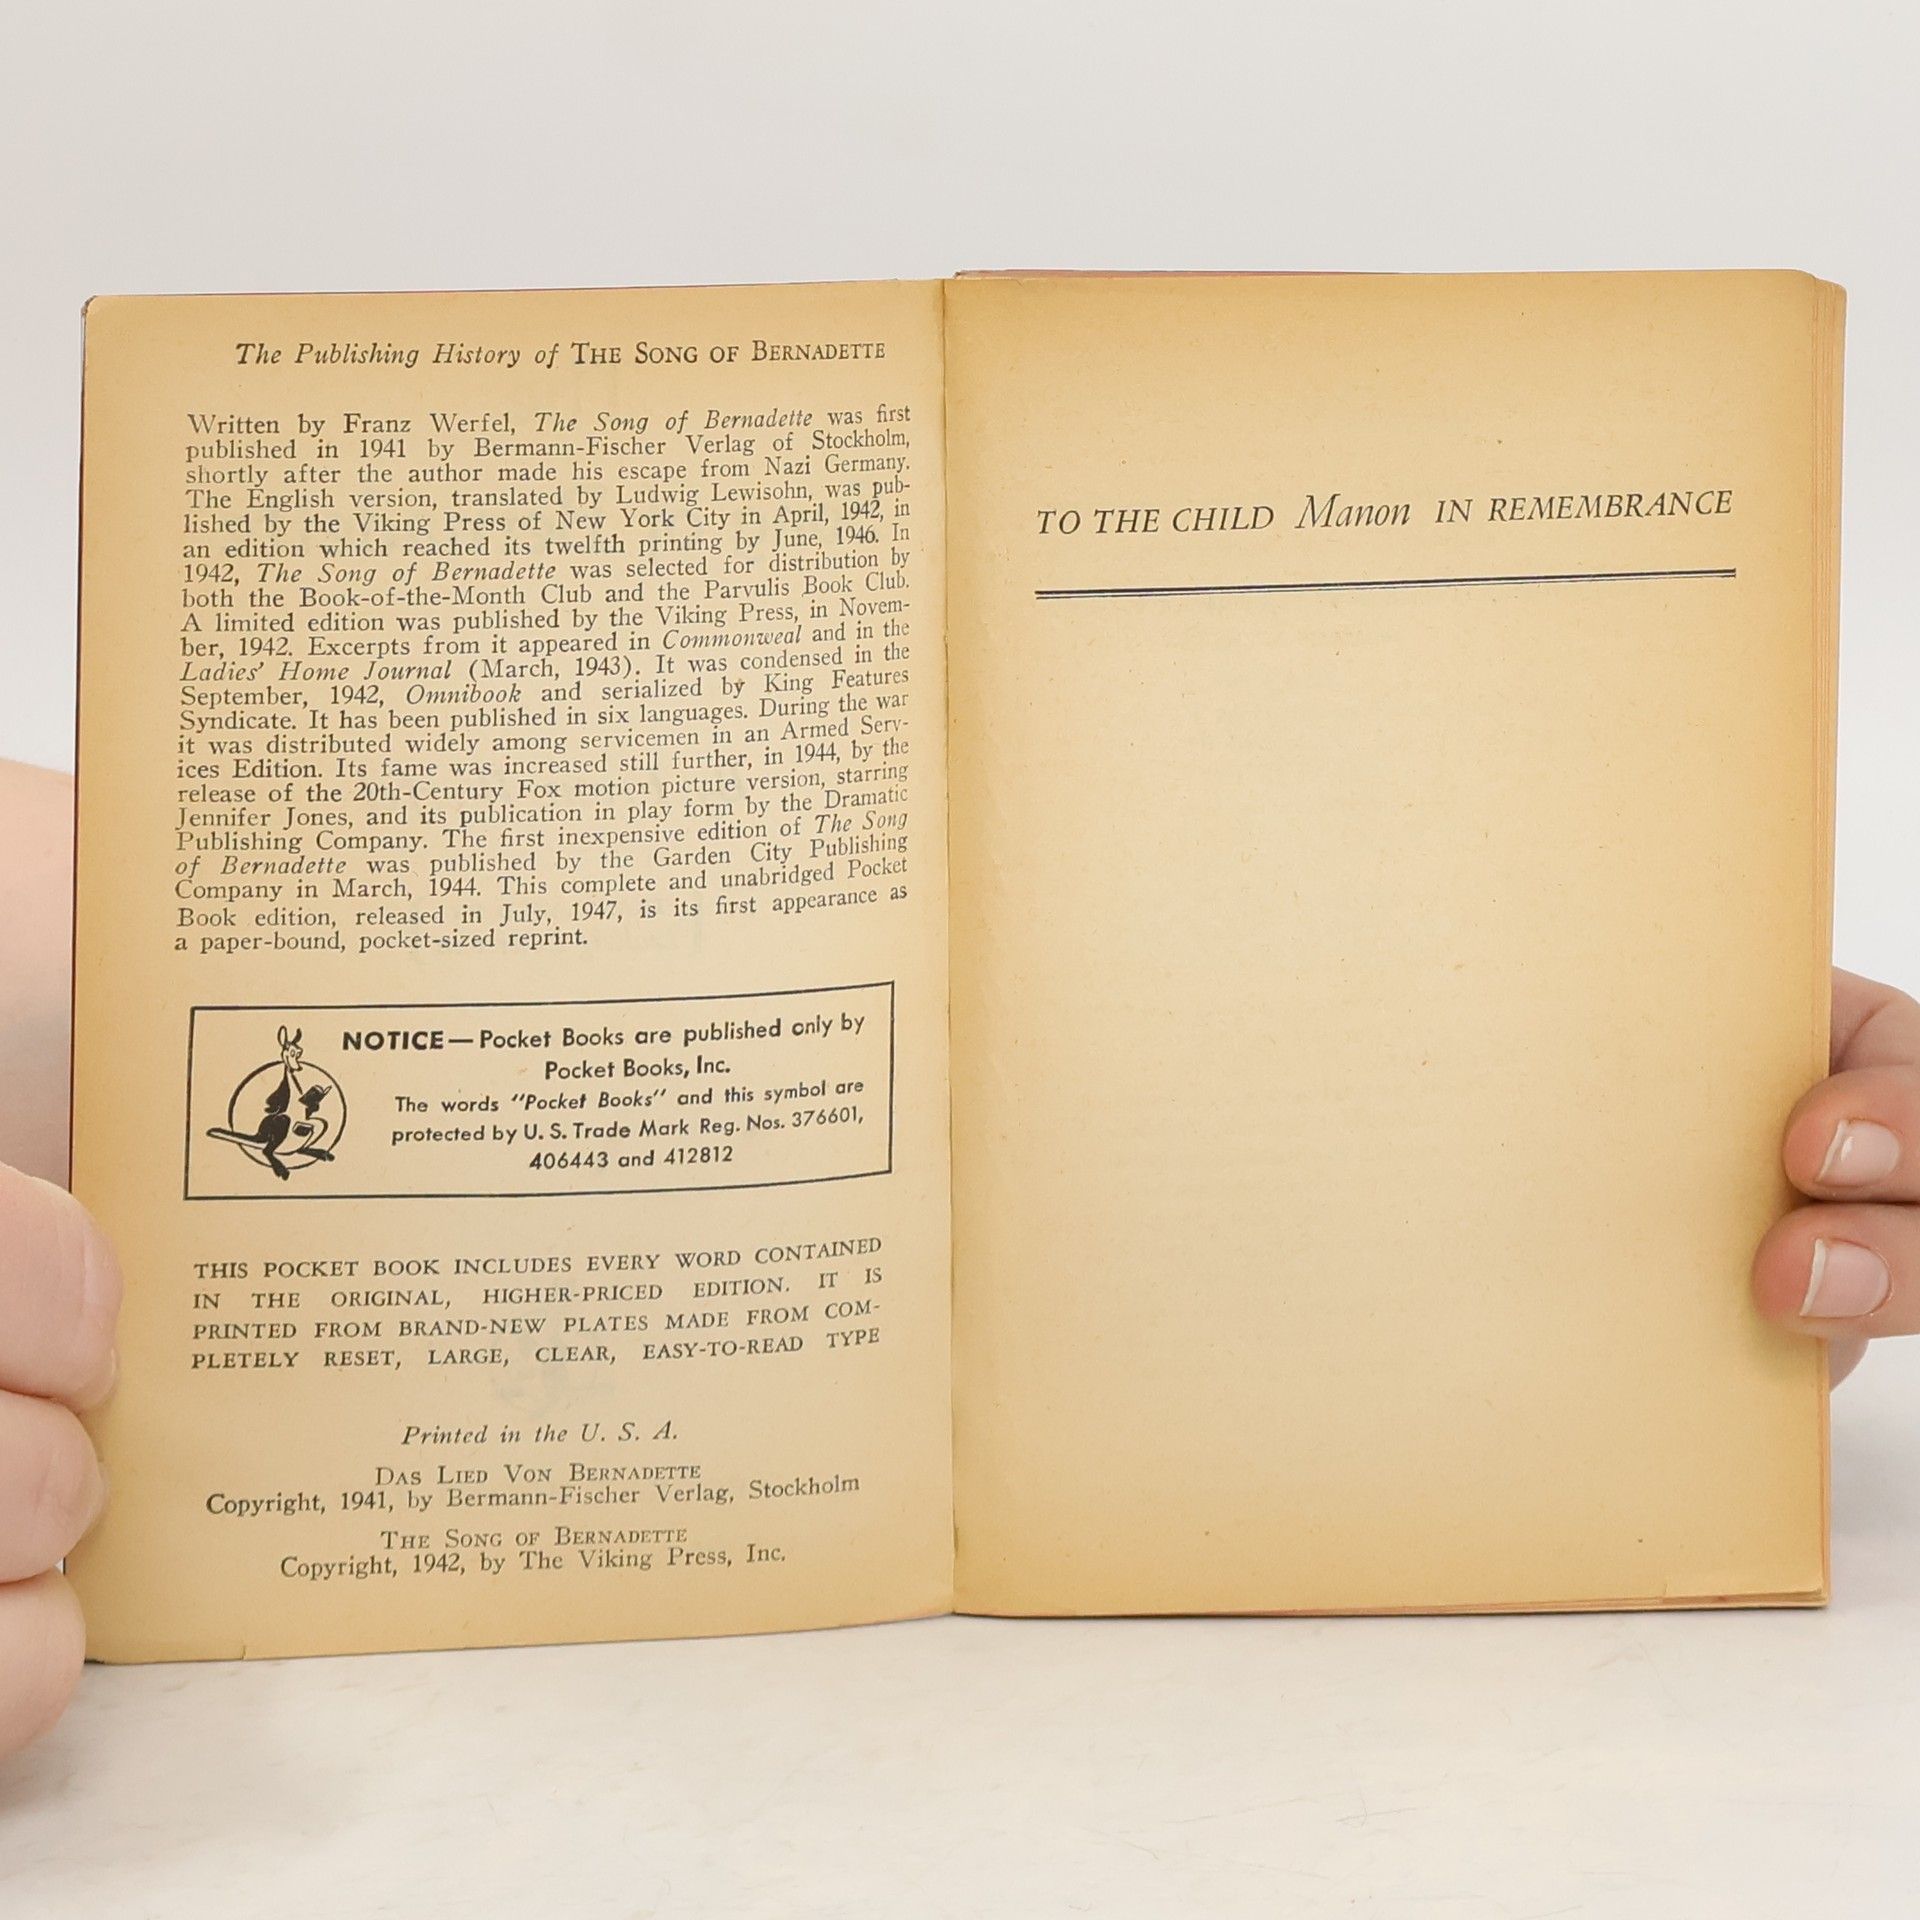 The Publishing History of THE SONG OF BERNADETTE
Written by Franz Werfel, The Song of Bernadette was first
published in 1941 by Bermann-Fischer Verlag of Stockholm,
shortly after the author made his escape from Nazi Germany.
The English version, translated by Ludwig Lewisohn, was pub-
lished by the Viking Press of New York City in April, 1942, in
an edition which reached its twelfth printing by June, 1946. In
1942, The Song of Bernadette was selected for distribution by
both the Book-of-the-Month Club and the Parvulis Book Club.
A limited edition was published by the Viking Press, in Novem-
ber, 1942. Excerpts from it appeared in Commonweal and in the
Ladies' Home Journal (March, 1943). It was condensed in the
September, 1942, Omnibook and serialized by King Features
Syndicate. It has been published in six languages. During the war
it was distributed widely among servicemen in an Armed Serv-
ices Edition. Its fame was increased still further, in 1944, by the
release of the 20th-Century Fox motion picture version, starring
Jennifer Jones, and its publication in play form by the Dramatic
Publishing Company. The first inexpensive edition of The Song
of Bernadette was published by the Garden City Publishing
Company in March, 1944. This complete and unabridged Pocket
Book edition, released in July, 1947, is its first appearance as
a paper-bound, pocket-sized reprint.
NOTICE—Pocket Books are published only by
Pocket Books, Inc.
The words "Pocket Books" and this symbol are
protected by U. S. Trade Mark Reg. Nos. 376601,
406443 and 412812
THIS POCKET BOOK INCLUDES EVERY WORD CONTAINED
IN THE ORIGINAL, HIGHER-PRICED EDITION. IT IS
PRINTED FROM BRAND-NEW PLATES MADE FROM COM-
PLETELY RESET, LARGE, CLEAR, EASY-TO-READ TYPE
Printed in the U. S. A.
DAS LIED VON BERNADETTE
Copyright, 1941, by Bermann-Fischer Verlag, Stockholm
THE SONG OF BERNADETTE
Copyright, 1942, by The Viking Press, Inc.
TO THE CHILD Manon IN REMEMBRANCE